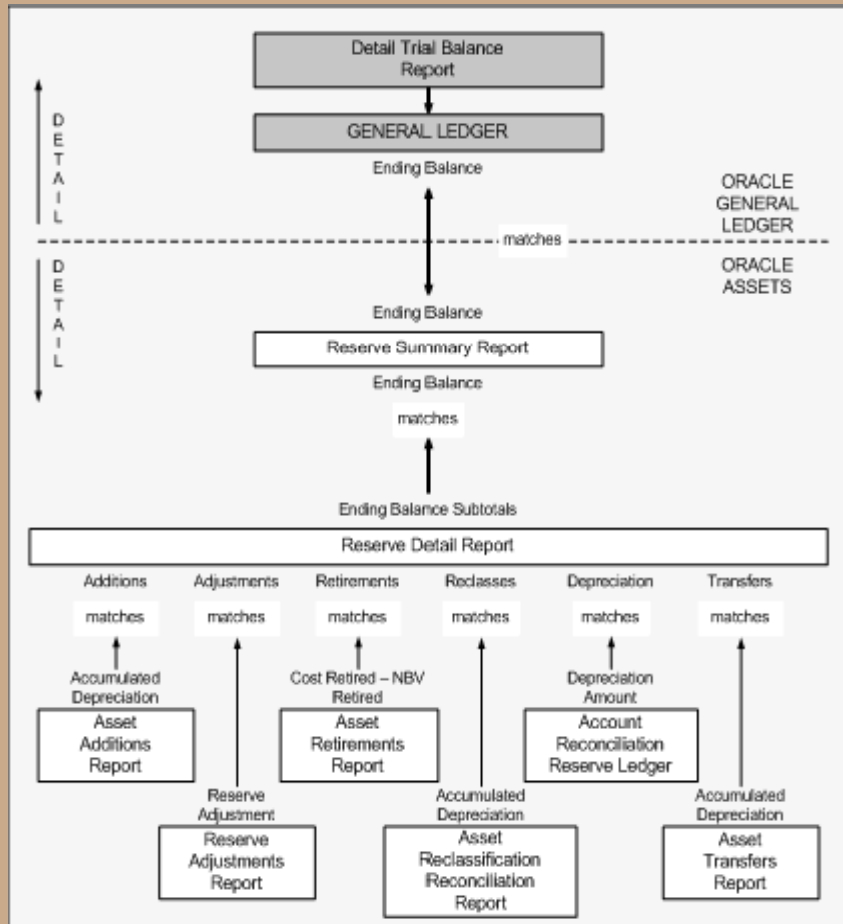 Detail Trial Balance
Report
GENERAL LEDGER
Ending Balance
D
E
T
A
I
L
ORACLE
GENERAL
LEDGER
matches
D
E
T
A
I
L
ORACLE
ASSETS
Ending Balance
Reserve Summary Report
Ending Balance
matches
Ending Balance Subtotals
Reserve Detail Report
Additions Adjustments Retirements Reclasses Depreciation Transfers
matches matches matches matches matches matches
Accumulated
Depreciation
Asset
Additions
Report
Cost Retired – NBV
Retired
Asset
Retirements
Report
Depreciation
Amount
Account
Reconciliation
Reserve Ledger
Reserve
Adjustment
Reserve
Adjustments
Report
Accumulated
Depreciation
Asset
Reclassification
Reconciliation
Report
Accumulated
Depreciation
Asset
Transfers
Report